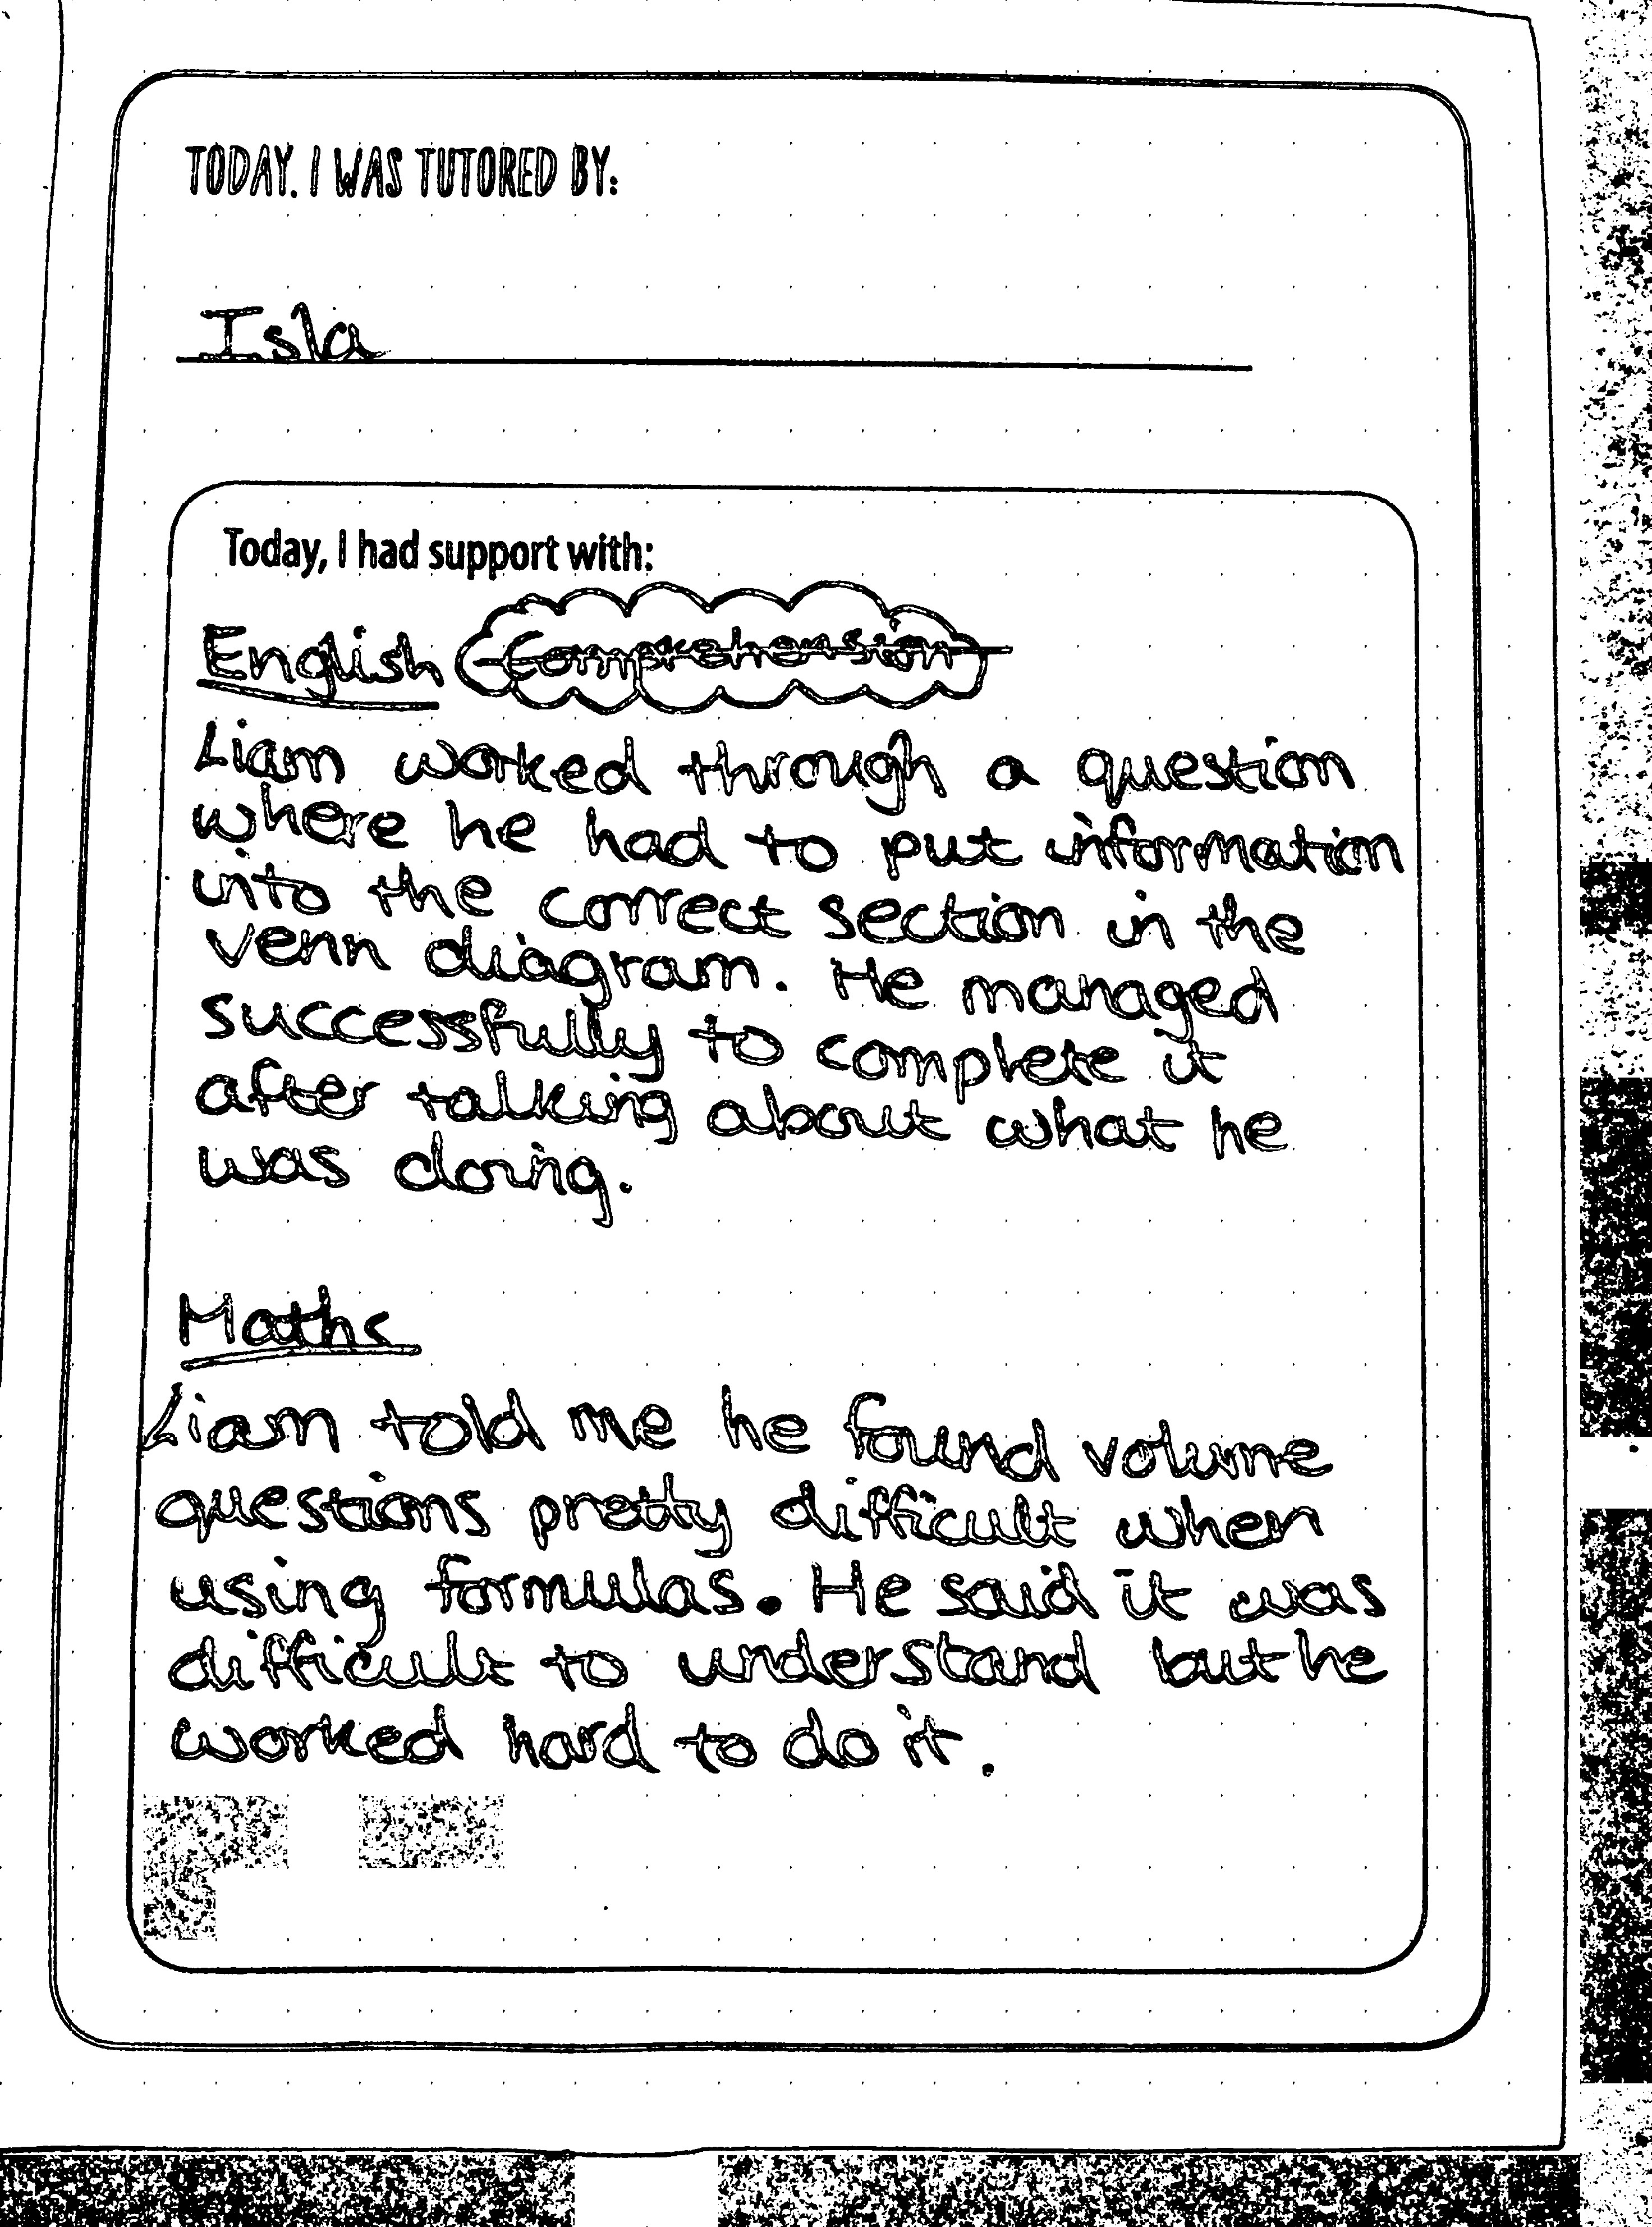 TODAY, I WAS TUTORED BY:
Isla
Today, I had support with:
English Comprehension
Liam worked through a question
where he had to put information
into the correct section in the
venn diagram. He managed
successfully to complete it
after talking about what he
was doing.
Maths
Liam told me he found volume
questions pretty difficult when
using formulas. He said it was
difficult to understand but he
worked hard to do it.